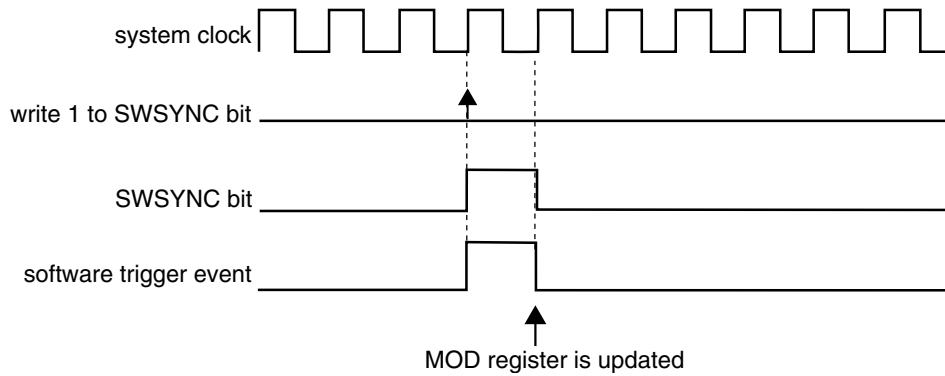 system clock
write 1 to SWSYNC bit
SWSYNC bit
software trigger event
MOD register is updated